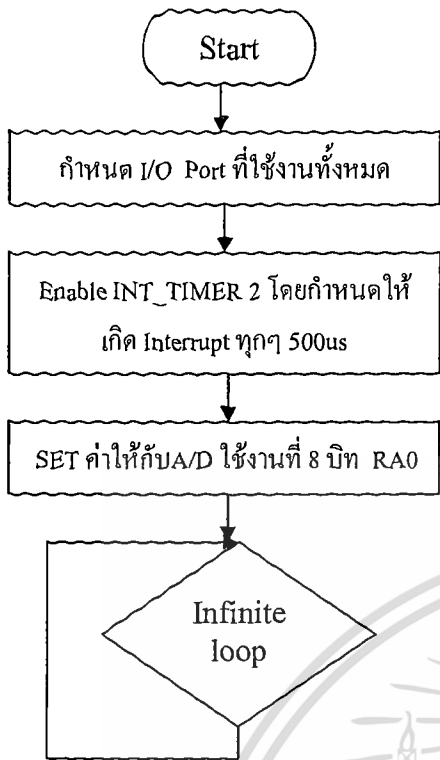 Start
กำหนด I/O Port ที่ใช้งานทั้งหมด
Enable INT_TIMER 2 โดยกำหนดให้
เกิด Interrupt ทุกๆ 500us
SET ค่าให้กับA/D ใช้งานที่ 8 บิท RA0
Infinite
loop